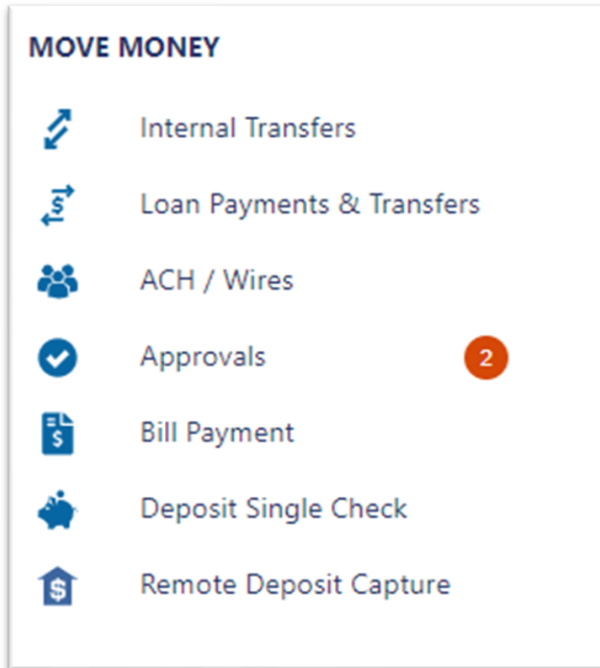 MOVE MONEY
Internal Transfers
Loan Payments & Transfers
ACH / Wires
Approvals 2
Bill Payment
Deposit Single Check
Remote Deposit Capture